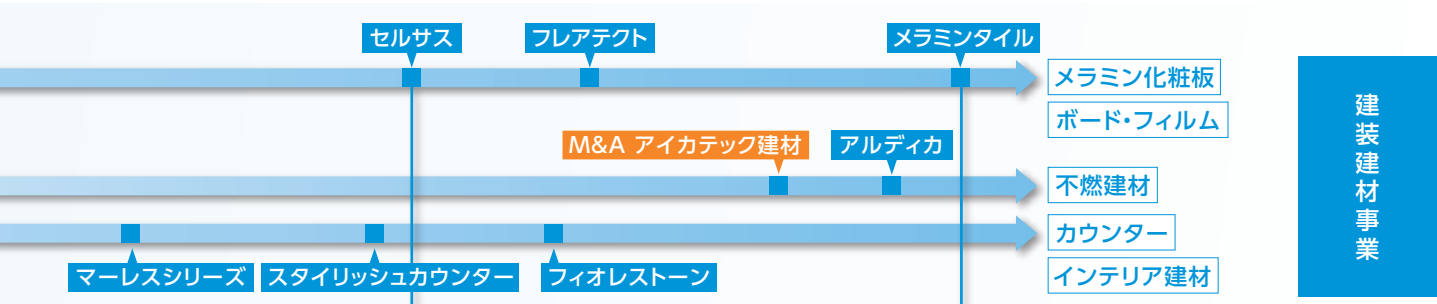 セルサス
フレアテクト
メラミンタイル
メラミン化粧板
ボード・フィルム
M&A アイカテック建材
アルディカ
不燃建材
カウンター
マーレスシリーズ
スタイリッシュカウンター
フィオレストーン
インテリア建材
建装建材事業